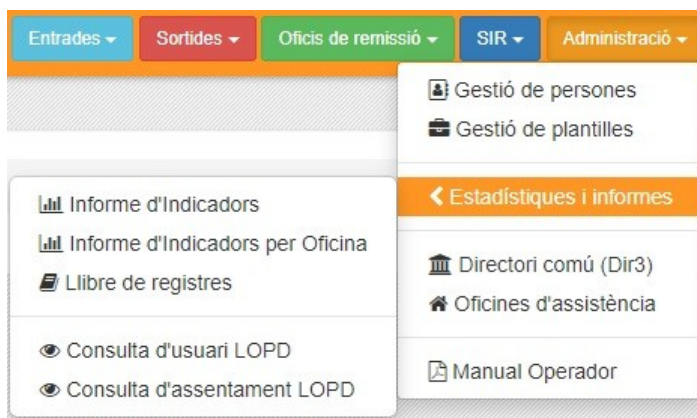 Entrades
Sortides
Oficis de remissió
SIR
Administració
Gestió de persones
Gestió de plantilles
Estadístiques i informes
Directori comú (Dir3)
Oficines d'assistència
Manual Operador
Informe d'Indicadors
Informe d'Indicadors per Oficina
Llibre de registres
Consulta d'usuari LOPD
Consulta d'assentament LOPD